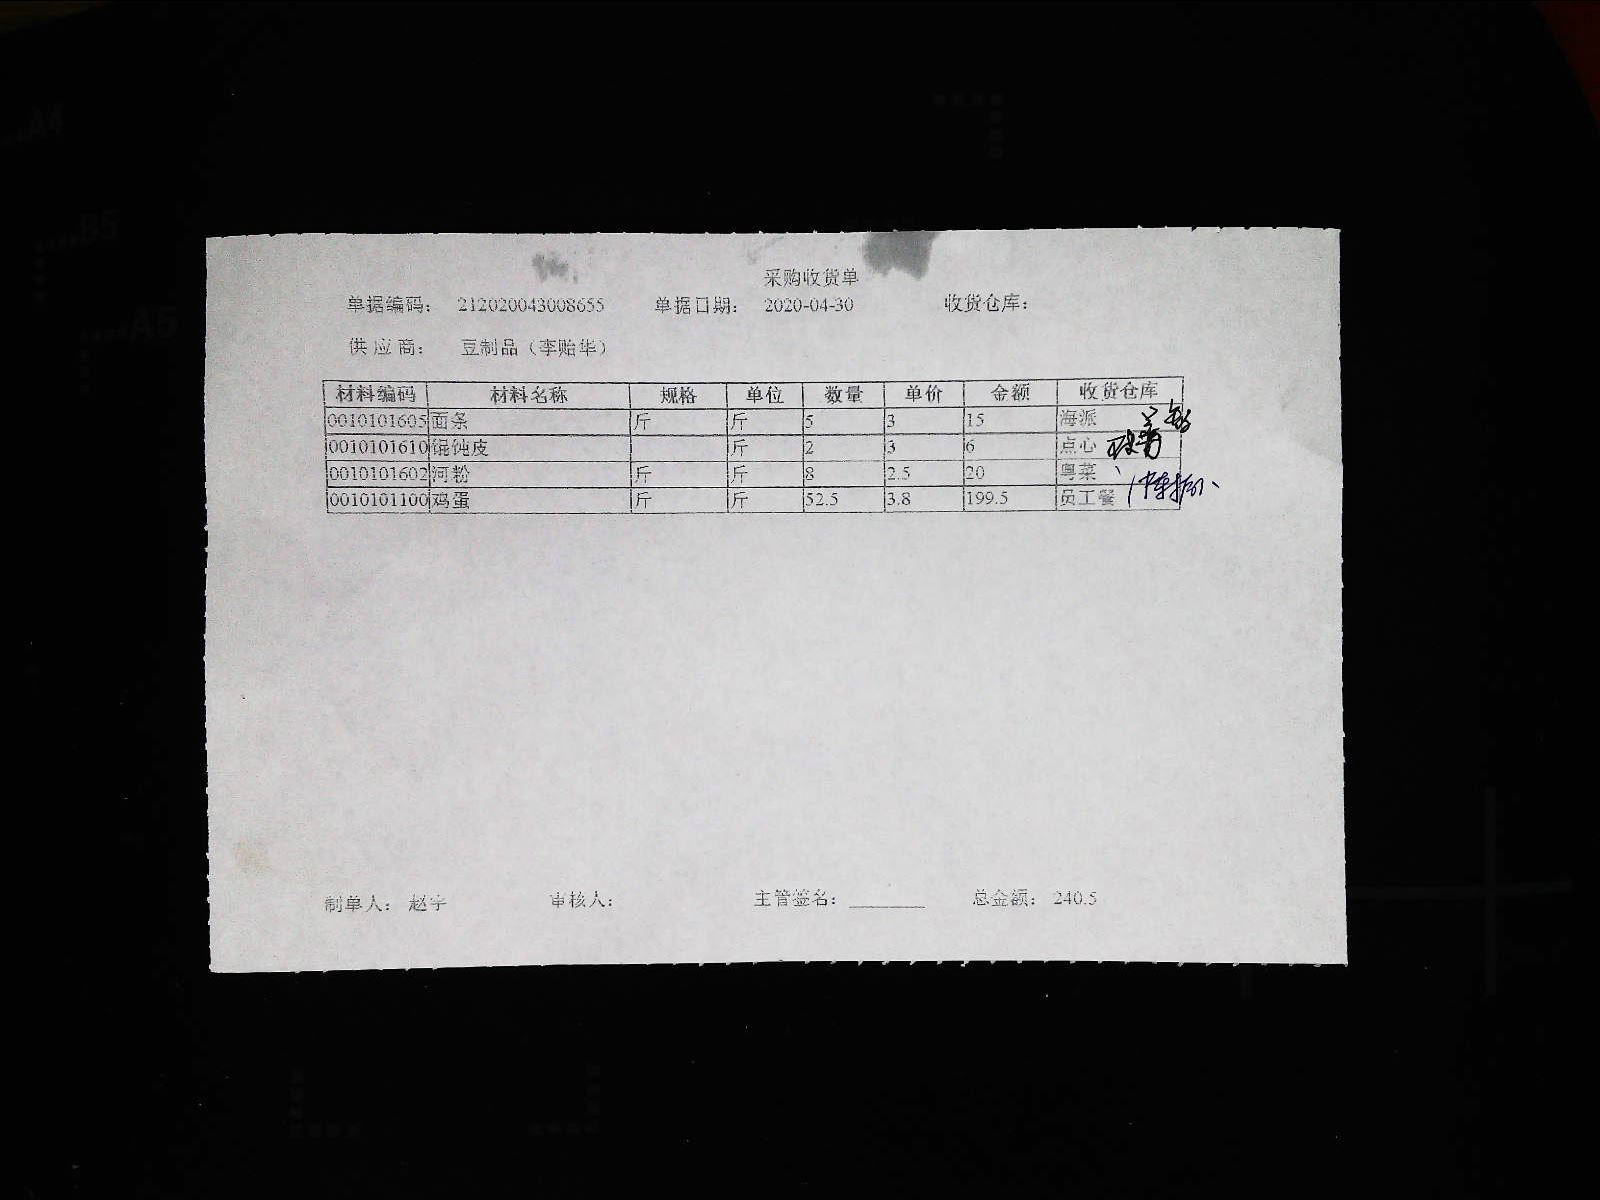 采购收货单
单据编码： 212020043008655 单据日期： 2020-04-30 收货仓库：
供 应 商： 豆制品（李贻华）
材料编码 材料名称 规格 单位 数量 单价 金额 收货仓库
0010101605 面条 斤 斤 5 3 15 海派
0010101610 馄饨皮 斤 2 3 6 点心
0010101602 河粉 斤 斤 8 2.5 20 粤菜
0010101100 鸡蛋 斤 斤 52.5 3.8 199.5 员工餐
制单人： 赵宇 审核人： 主管签名： ________ 总金额： 240.5
A4
B5
A5